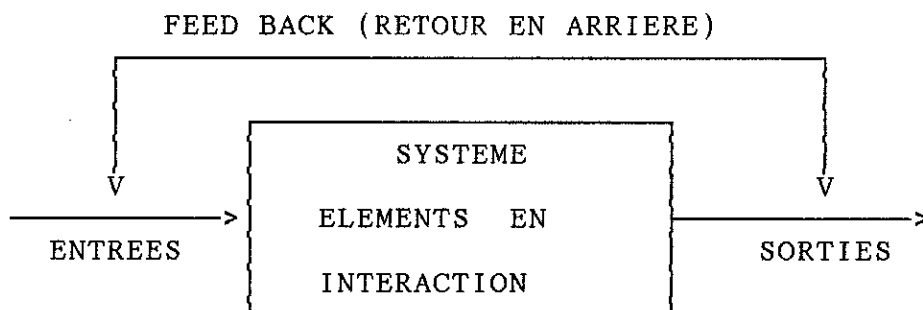 FEED BACK (RETOUR EN ARRIERE)
SYSTEME
V V
ELEMENTS EN
ENTREES SORTIES
INTERACTION